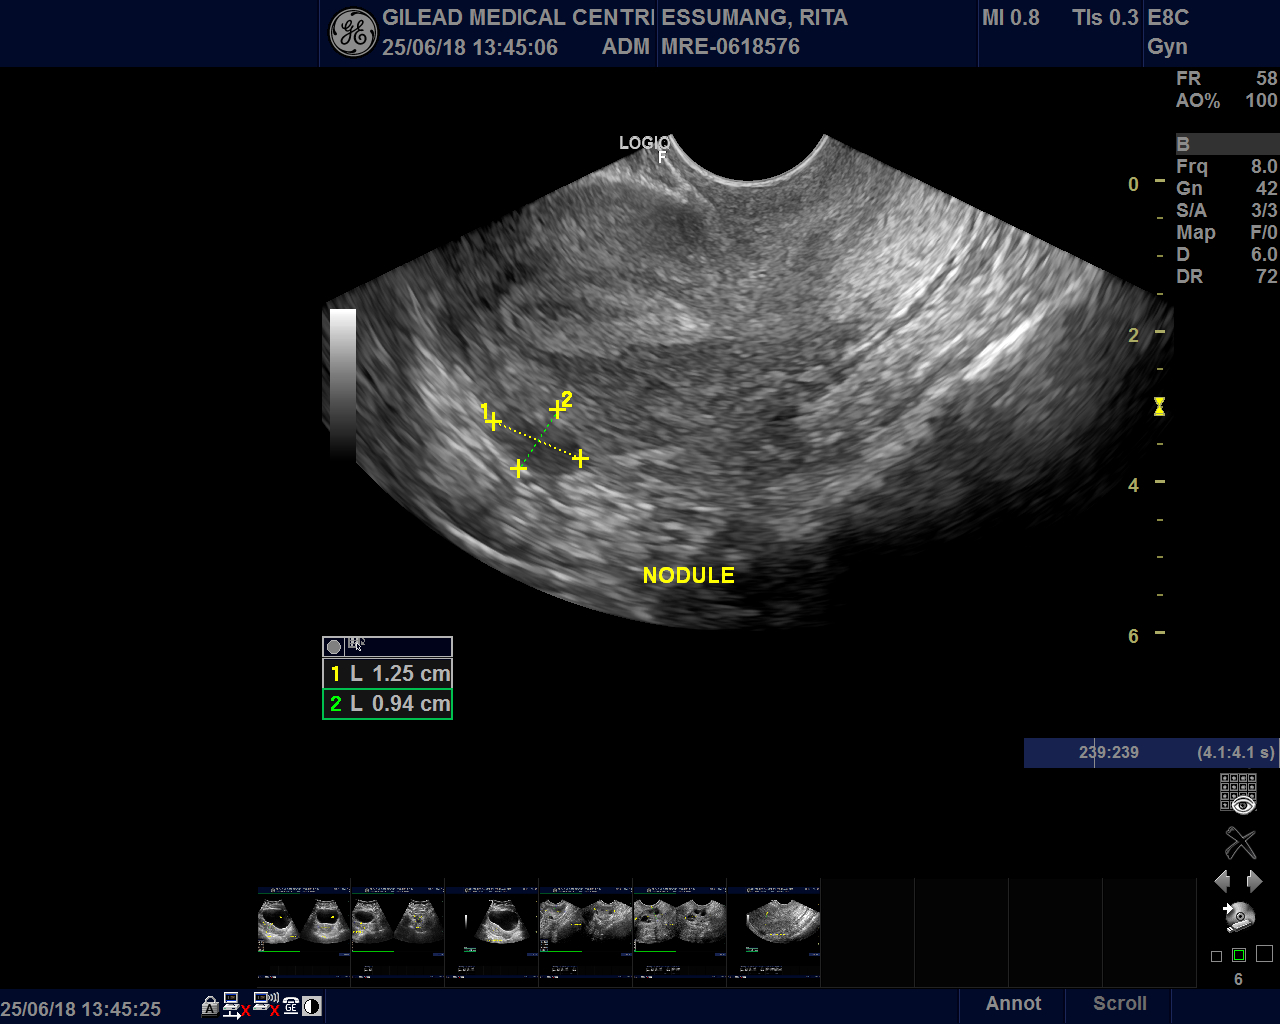 GILEAD MEDICAL CENTR
ESSUMANG, RITA
MI 0.8
TIs 0.3
E8C
25/06/18 13:45:06
ADM
MRE-0618576
Gyn
FR 58
AO% 100
B
Frq 8.0
Gn 42
S/A 3/3
Map F/0
D 6.0
DR 72
LOGIQ
F
0
2
4
6
1
2
NODULE
1 L 1.25 cm
2 L 0.94 cm
239:239
(4.1:4.1 s)
6
25/06/18 13:45:25
A
GE
Annot
Scroll